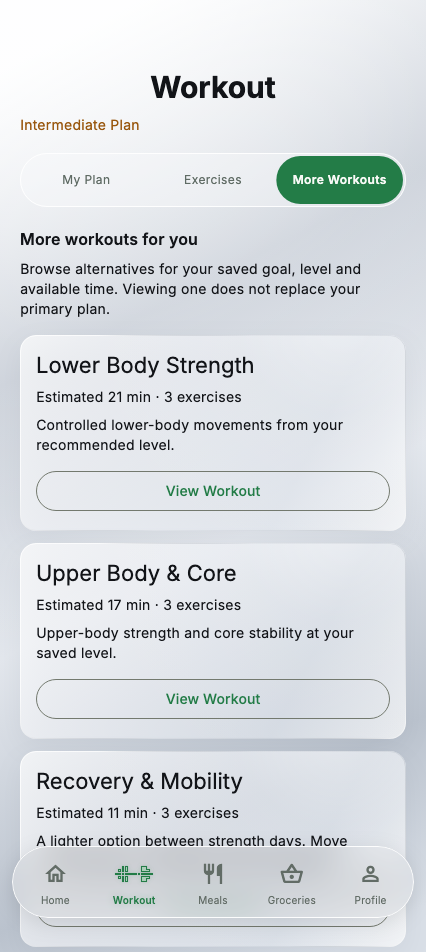 Workout
Intermediate Plan
My Plan
Exercises
More Workouts
More workouts for you
Browse alternatives for your saved goal, level and
available time. Viewing one does not replace your
primary plan.
Lower Body Strength
Estimated 21 min · 3 exercises
Controlled lower-body movements from your
recommended level.
View Workout
Upper Body & Core
Estimated 17 min · 3 exercises
Upper-body strength and core stability at your
saved level.
View Workout
Recovery & Mobility
Estimated 11 min · 3 exercises
A lighter option between strength days. Move
Home
Workout
Meals
Groceries
Profile